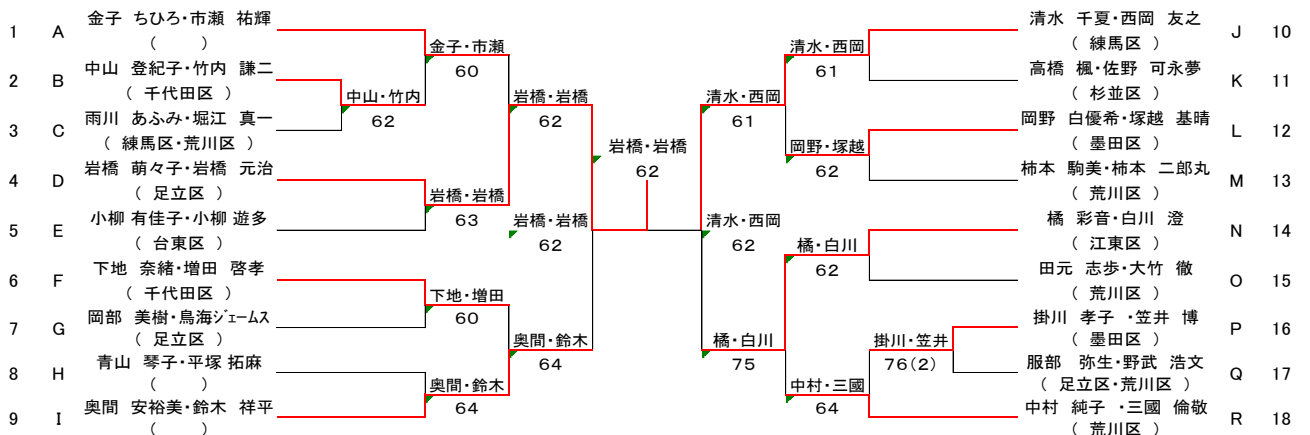 1 A 金子 ちひろ・市瀬 祐輝
( )
2 B 中山 登紀子・竹内 謙二
( 千代田区 )
3 C 雨川 あふみ・堀江 真一
( 練馬区・荒川区 )
4 D 岩橋 萌々子・岩橋 元治
( 足立区 )
5 E 小柳 有佳子・小柳 遊多
( 台東区 )
6 F 下地 奈緒・増田 啓孝
( 千代田区 )
7 G 岡部 美樹・鳥海ジェームス
( 足立区 )
8 H 青山 琴子・平塚 拓麻
( )
9 I 奥間 安裕美・鈴木 祥平
( )
中山・竹内
62
金子・市瀬
60
岩橋・岩橋
63
下地・増田
60
奥間・鈴木
64
岩橋・岩橋
62
奥間・鈴木
64
岩橋・岩橋
62
岩橋・岩橋
62
清水・西岡
62
清水・西岡
61
橘・白川
75
清水・西岡
61
岡野・塚越
62
橘・白川
62
中村・三國
64
掛川・笠井
76(2)
清水 千夏・西岡 友之 J 10
( 練馬区 )
高橋 楓・佐野 可永夢 K 11
( 杉並区 )
岡野 白優希・塚越 基晴 L 12
( 墨田区 )
柿本 駒美・柿本 二郎丸 M 13
( 荒川区 )
橘 彩音・白川 澄 N 14
( 江東区 )
田元 志歩・大竹 徹 O 15
( 荒川区 )
掛川 孝子 ・笠井 博 P 16
( 墨田区 )
服部 弥生・野武 浩文 Q 17
( 足立区・荒川区 )
中村 純子 ・三國 倫敬 R 18
( 荒川区 )